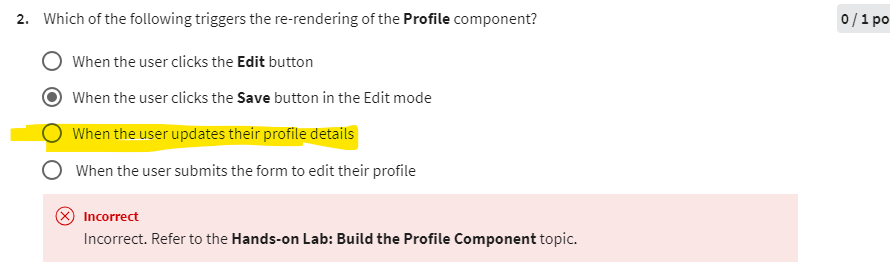 2. Which of the following triggers the re-rendering of the Profile component?
0 / 1 po
When the user clicks the Edit button
When the user clicks the Save button in the Edit mode
When the user updates their profile details
When the user submits the form to edit their profile
Incorrect
Incorrect. Refer to the Hands-on Lab: Build the Profile Component topic.